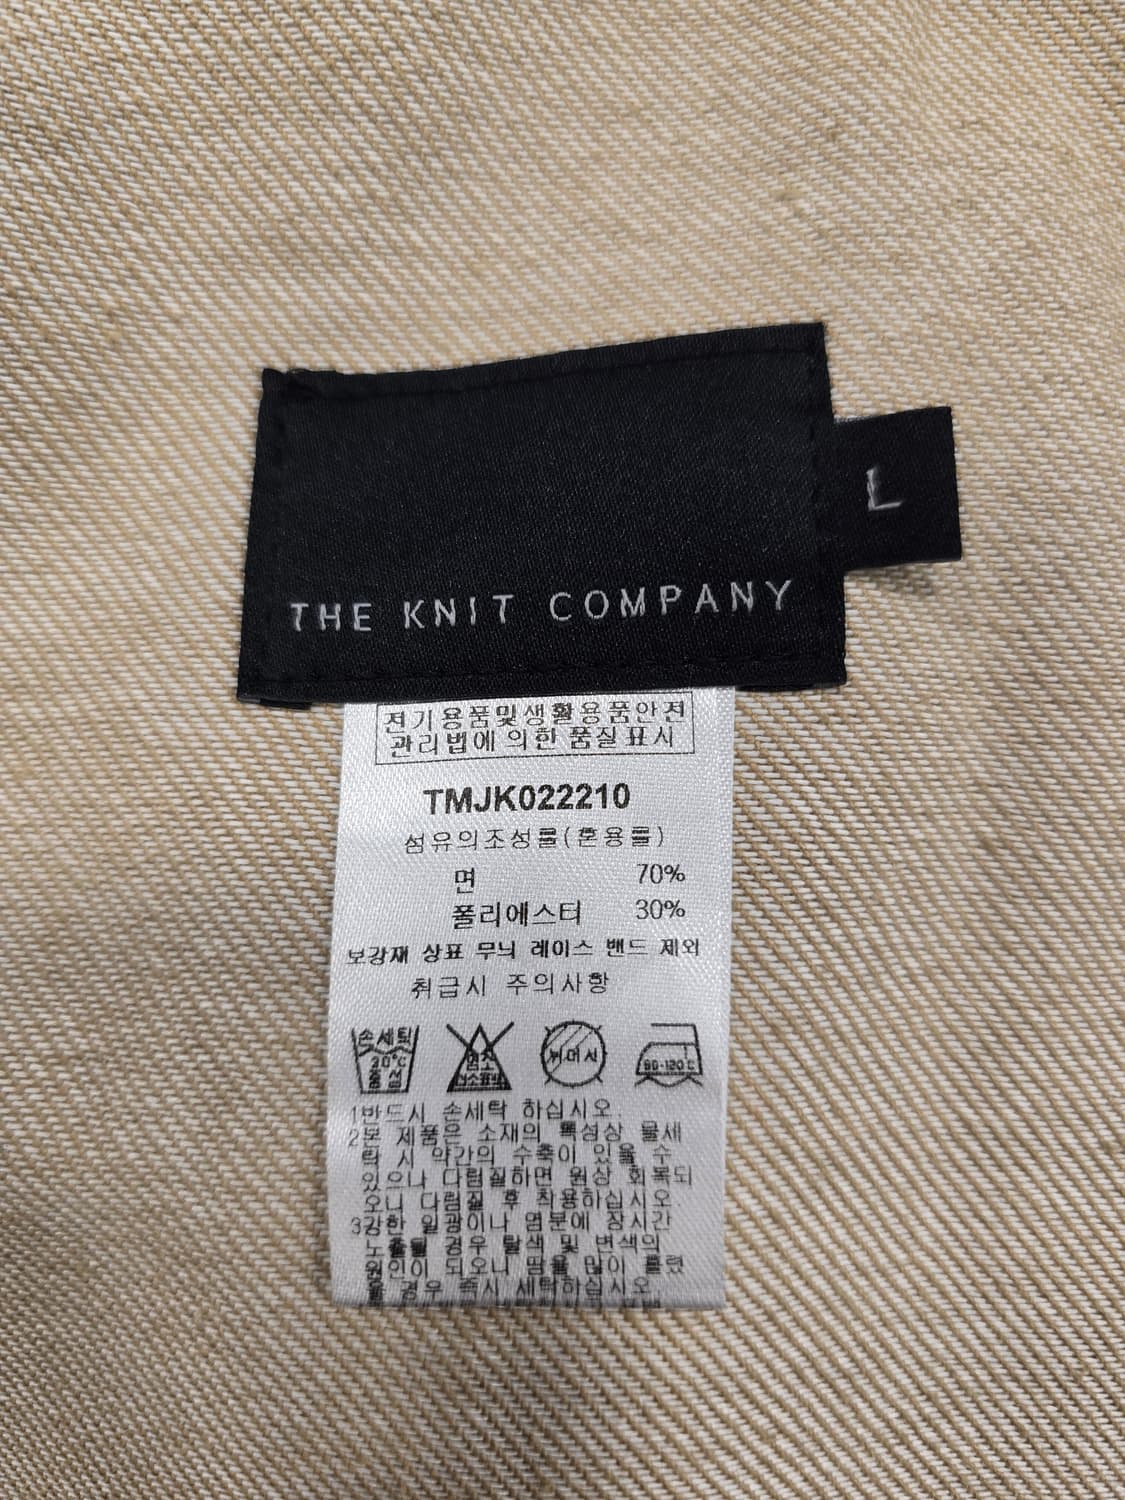 THE KNIT COMPANY
L
전기용품및생활용품안전
관리법에 의한 품질표시
TMJK022210
섬유의조성률(혼용률)
면 70%
폴리에스터 30%
보강재 상표 무늬 레이스 밴드 제외
취급시 주의사항
손세탁
30℃
중성
염소
산소표백
뉘어서
80-120℃
1반드시 손세탁 하십시오.
2본 제품은 소재의 특성상 물세
탁 시 약간의 수축이 있을 수
있으나 다림질하면 원상 회복되
오니 다림질 후 착용하십시오.
3강한 일광이나 염분에 장시간
노출될 경우 탈색 및 변색의
원인이 되오니 땀을 많이 흘렸
을 경우 즉시 세탁하십시오.